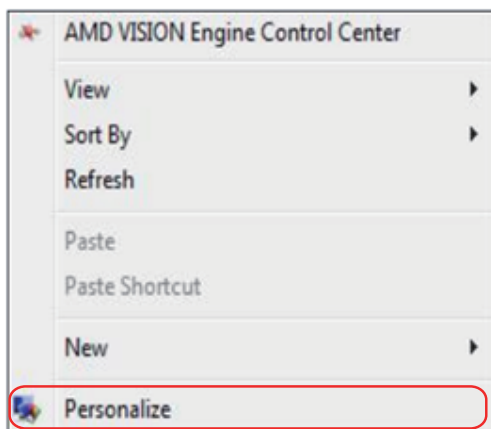 AMD VISION Engine Control Center
View
Sort By
Refresh
Paste
Paste Shortcut
New
Personalize